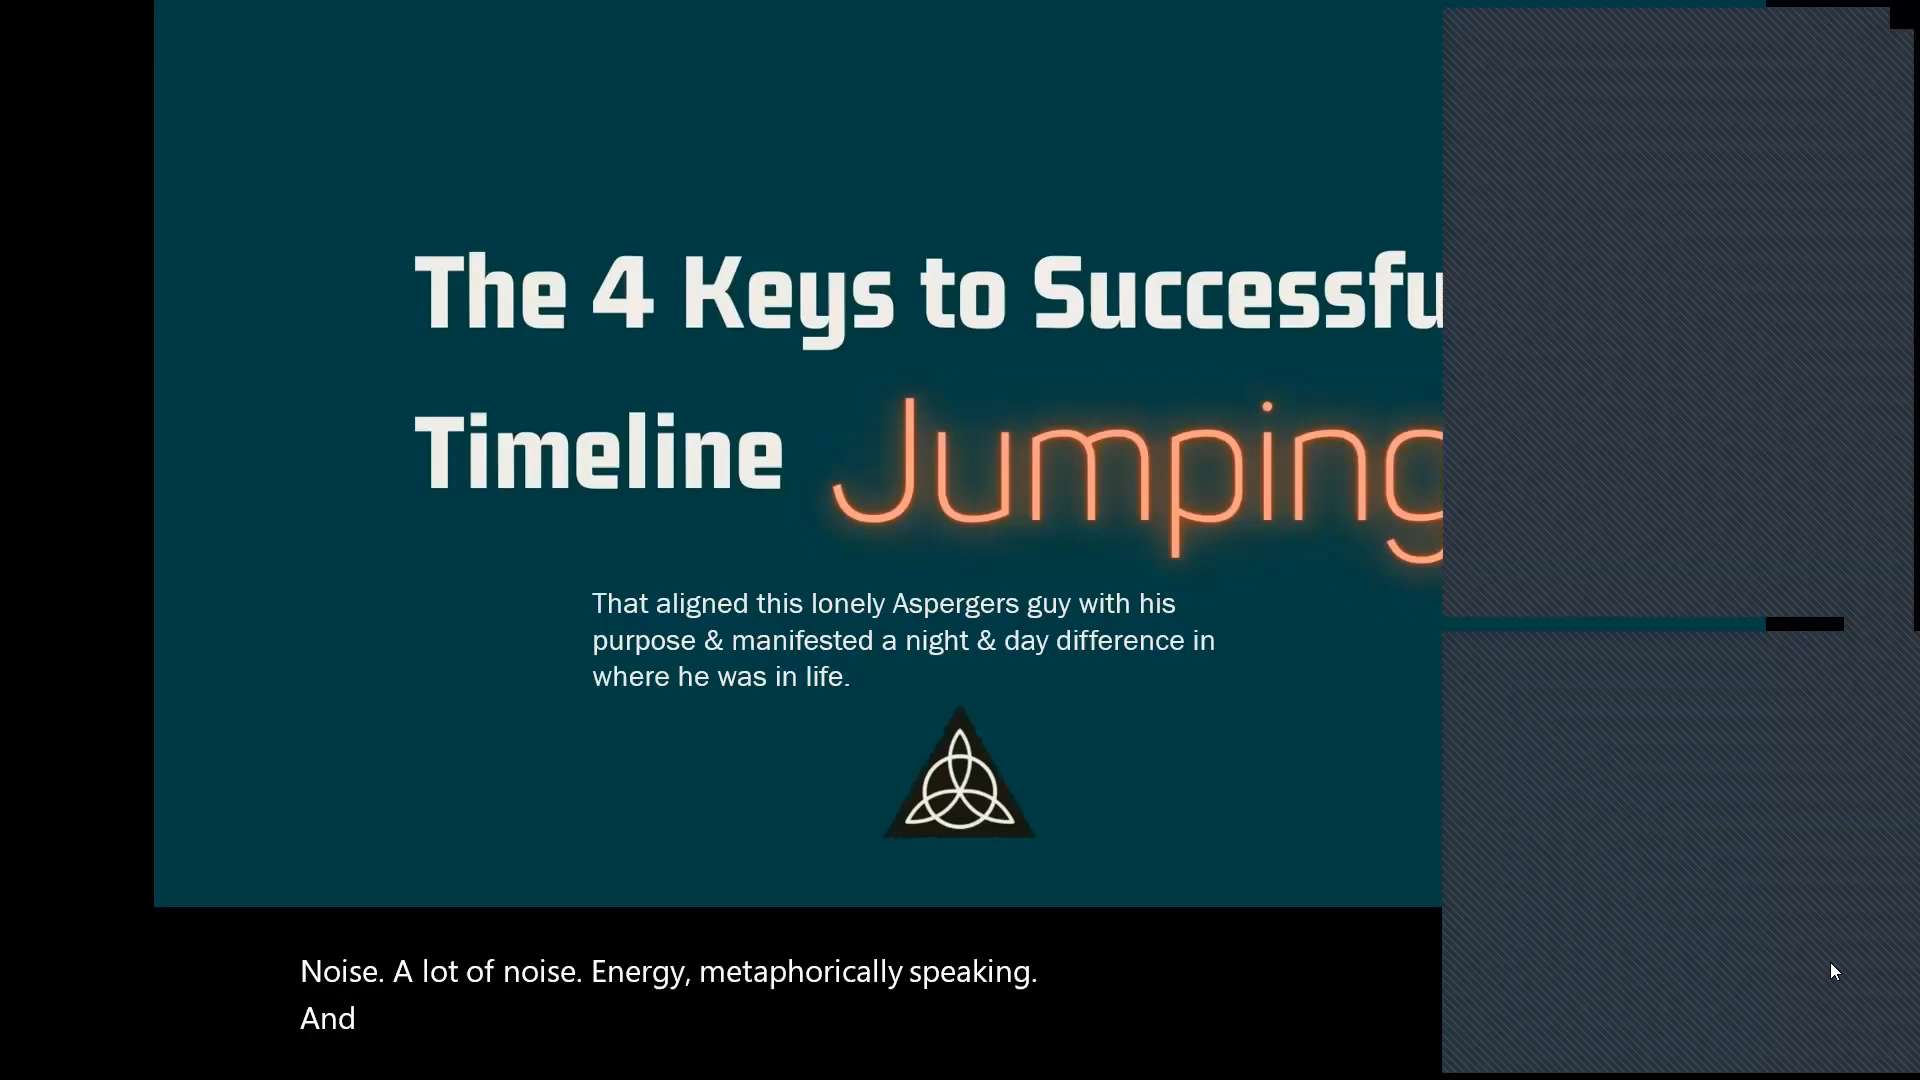 The 4 Keys to Successfu
Timeline Jumping
That aligned this lonely Aspergers guy with his
purpose & manifested a night & day difference in
where he was in life.
Noise. A lot of noise. Energy, metaphorically speaking.
And